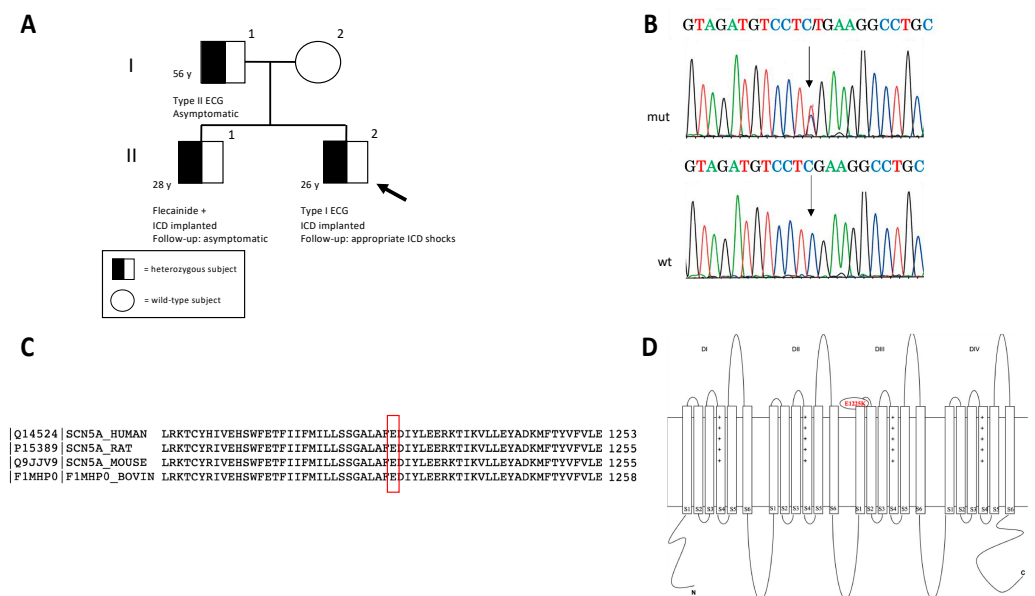 A
1
2
I
56 y
Type II ECG
Asymptomatic
1
2
II
28 y
26 y
Flecainide +
ICD implanted
Follow-up: asymptomatic
Type I ECG
ICD implanted
Follow-up: appropriate ICD shocks
= heterozygous subject
= wild-type subject
B
GTAGATGTCCTC/TGAAGGCCTGC
mut
GTAGATGTCCTCGAAGGCCTGC
wt
C
|Q14524|SCN5A_HUMAN LRKTCYHIVEHSWFETFIIFMILLSSGALAFEDIYLEERKTIKVLLEYADKMFTYVFVLE 1253
|P15389|SCN5A_RAT LRKTCYHIVEHSWFETFIIFMILLSSGALAFEDIYLEERKTIKVLLEYADKMFTYVFVLE 1255
|Q9JJV9|SCN5A_MOUSE LRKTCYHIVEHSWFETFIIFMILLSSGALAFEDIYLEERKTIKVLLEYADKMFTYVFVLE 1255
|F1MHP0|F1MHP0_BOVIN LRKTCYHIVEHSWFETFIIFMILLSSGALAFEDIYLEERKTIKVLLEYADKMFTYVFVLE 1258
D
DI DII DIII DIV
E1225K
+ + + +
+ + + +
+ + + +
+ + + +
+ + + +
S1 S2 S3 S4 S5 S6 S1 S2 S3 S4 S5 S6 S1 S2 S3 S4 S5 S6 S1 S2 S3 S4 S5 S6
N
C